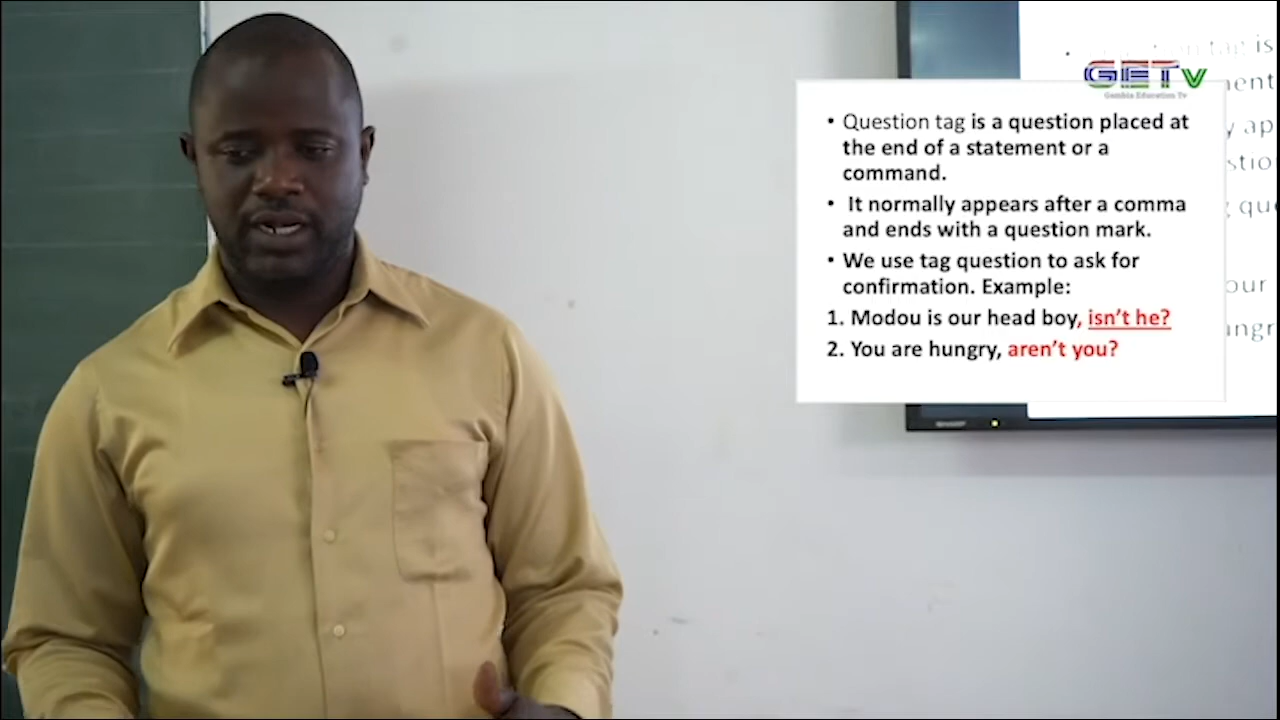 GETv
Gambia Education Tv
• Question tag is a question placed at
the end of a statement or a
command.
• It normally appears after a comma
and ends with a question mark.
• We use tag question to ask for
confirmation. Example:
1. Modou is our head boy, isn't he?
2. You are hungry, aren't you?
tag is